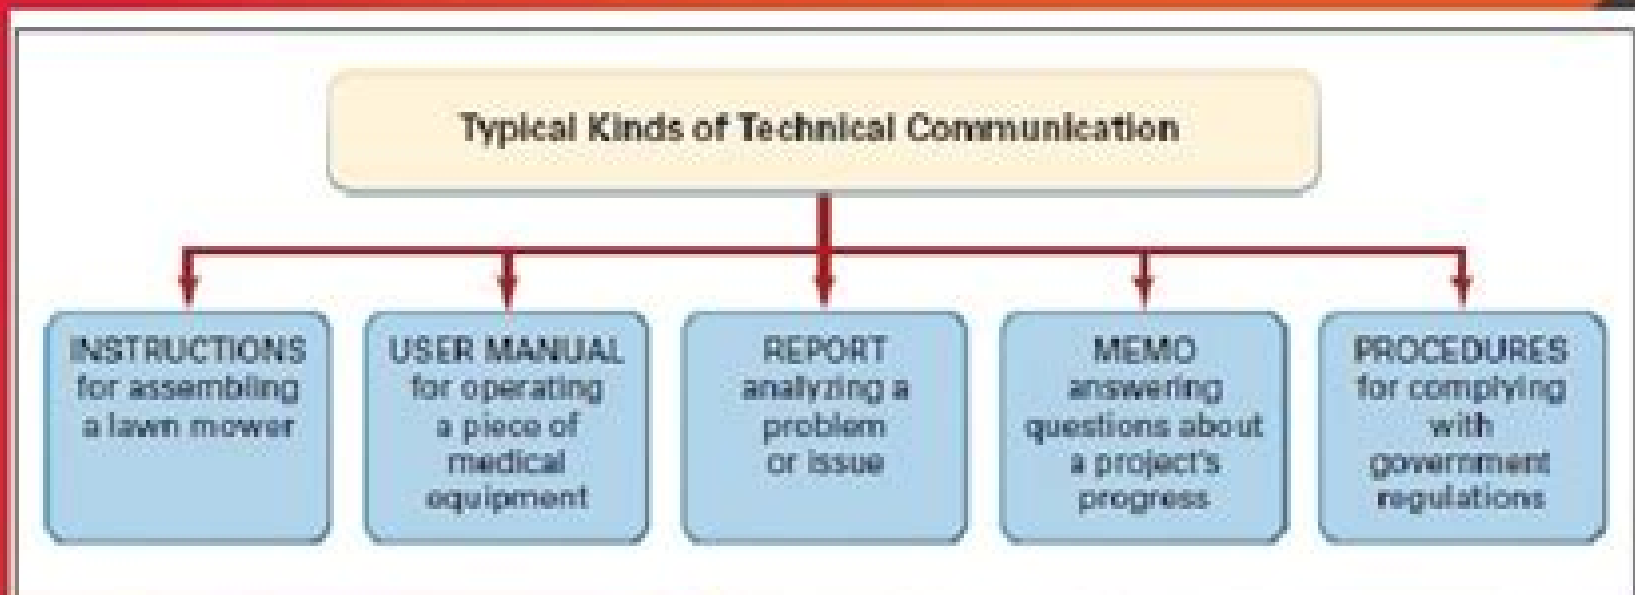 Typical Kinds of Technical Communication
INSTRUCTIONS
for assembling
a lawn mower
USER MANUAL
for operating
a piece of
medical
equipment
REPORT
analyzing a
problem
or issue
MEMO
answering
questions about
a project's
progress
PROCEDURES
for complying
with
government
regulations